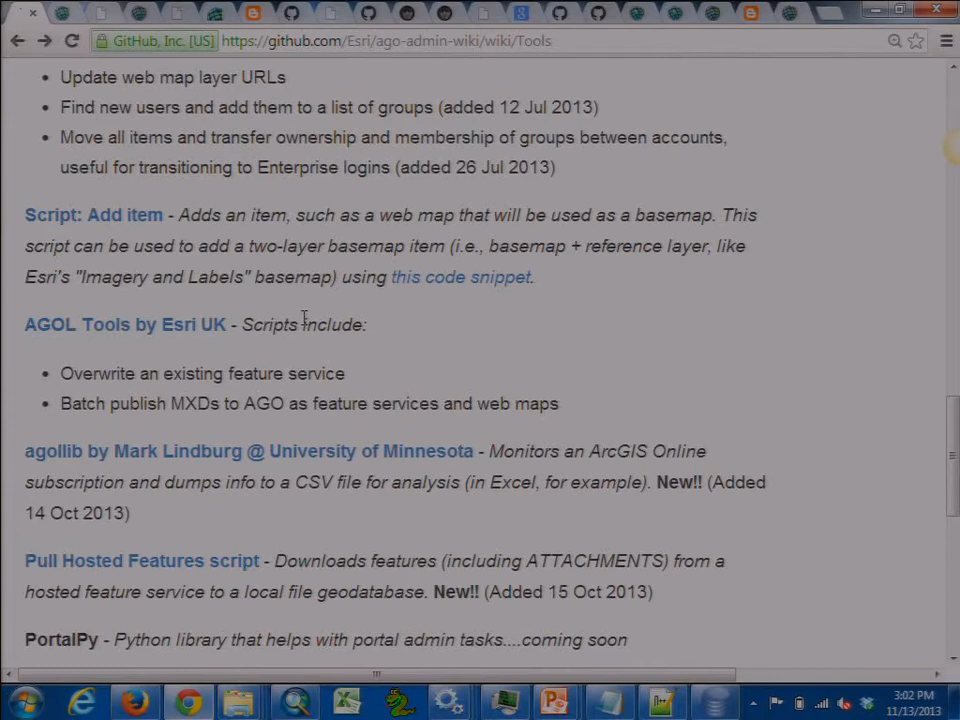 GitHub, Inc. [US]
https://github.com/Esri/ago-admin-wiki/wiki/Tools
• Update web map layer URLs
• Find new users and add them to a list of groups (added 12 Jul 2013)
• Move all items and transfer ownership and membership of groups between accounts,
useful for transitioning to Enterprise logins (added 26 Jul 2013)
Script: Add item - Adds an item, such as a web map that will be used as a basemap. This
script can be used to add a two-layer basemap item (i.e., basemap + reference layer, like
Esri's "Imagery and Labels" basemap) using this code snippet.
AGOL Tools by Esri UK - Scripts include:
• Overwrite an existing feature service
• Batch publish MXDs to AGO as feature services and web maps
agollib by Mark Lindburg @ University of Minnesota - Monitors an ArcGIS Online
subscription and dumps info to a CSV file for analysis (in Excel, for example). New!! (Added
14 Oct 2013)
Pull Hosted Features script - Downloads features (including ATTACHMENTS) from a
hosted feature service to a local file geodatabase. New!! (Added 15 Oct 2013)
PortalPy - Python library that helps with portal admin tasks....coming soon
3:02 PM
11/13/2013